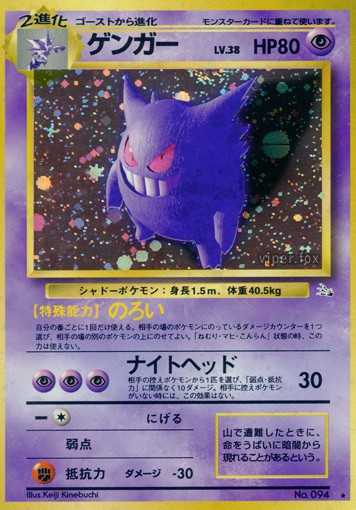 2進化 ゴーストから進化 モンスターカードに重ねて使います。
ゲンガー LV.38 HP80
viper.fox
シャドーポケモン：身長1.5m、体重40.5kg
【特殊能力】のろい
自分の番ごとに1回だけ使える。相手の場のポケモンにのっているダメージカウンターを1つ
選び、相手の場の別のポケモンの上にのせてよい。「ねむり・マヒ・こんらん」状態の時、この
力は使えない。
ナイトヘッド 30
相手の控えポケモンから1匹を選び、「弱点・抵抗
力」に関係なく10ダメージ。相手に控えポケモン
がいない時には、この効果はない。
にげる
弱点
抵抗力 ダメージ -30
山で遭難したときに、
命をうばいに暗闇から
現れることがあるという。
Illus.Keiji Kinebuchi No.094